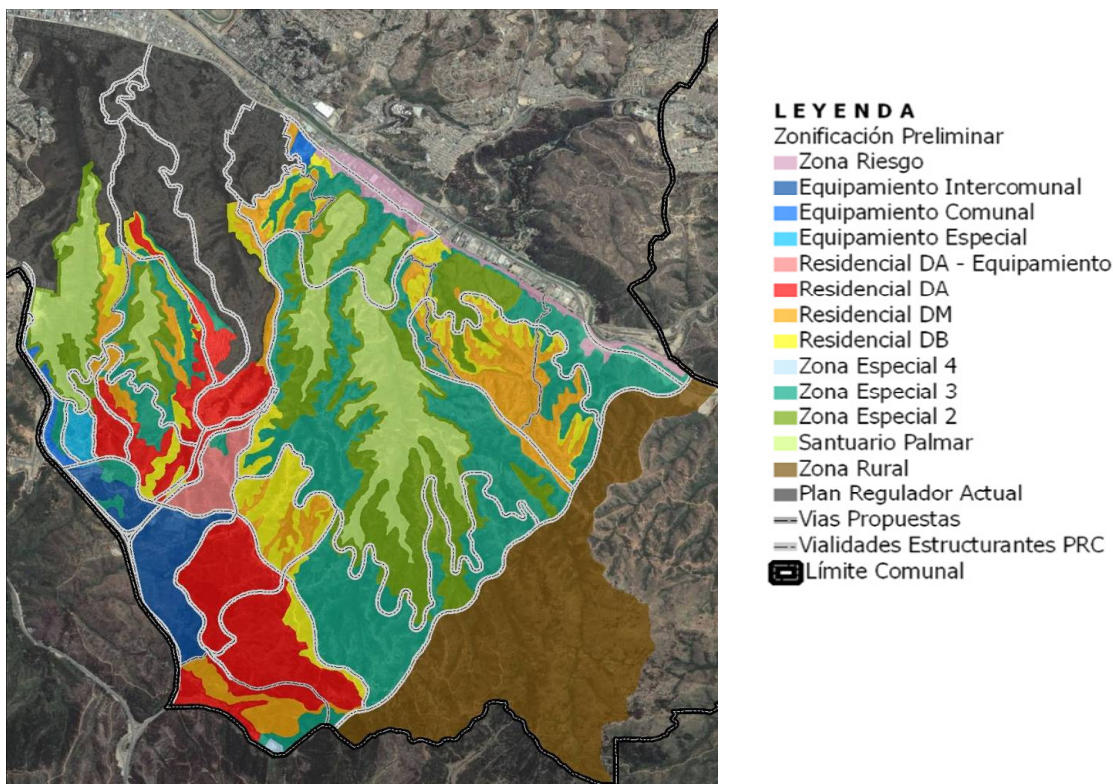 LEYENDA
Zonificación Preliminar
Zona Riesgo
Equipamiento Intercomunal
Equipamiento Comunal
Equipamiento Especial
Residencial DA - Equipamiento
Residencial DA
Residencial DM
Residencial DB
Zona Especial 4
Zona Especial 3
Zona Especial 2
Santuario Palmar
Zona Rural
Plan Regulador Actual
Vias Propuestas
Vialidades Estructurantes PRC
Límite Comunal